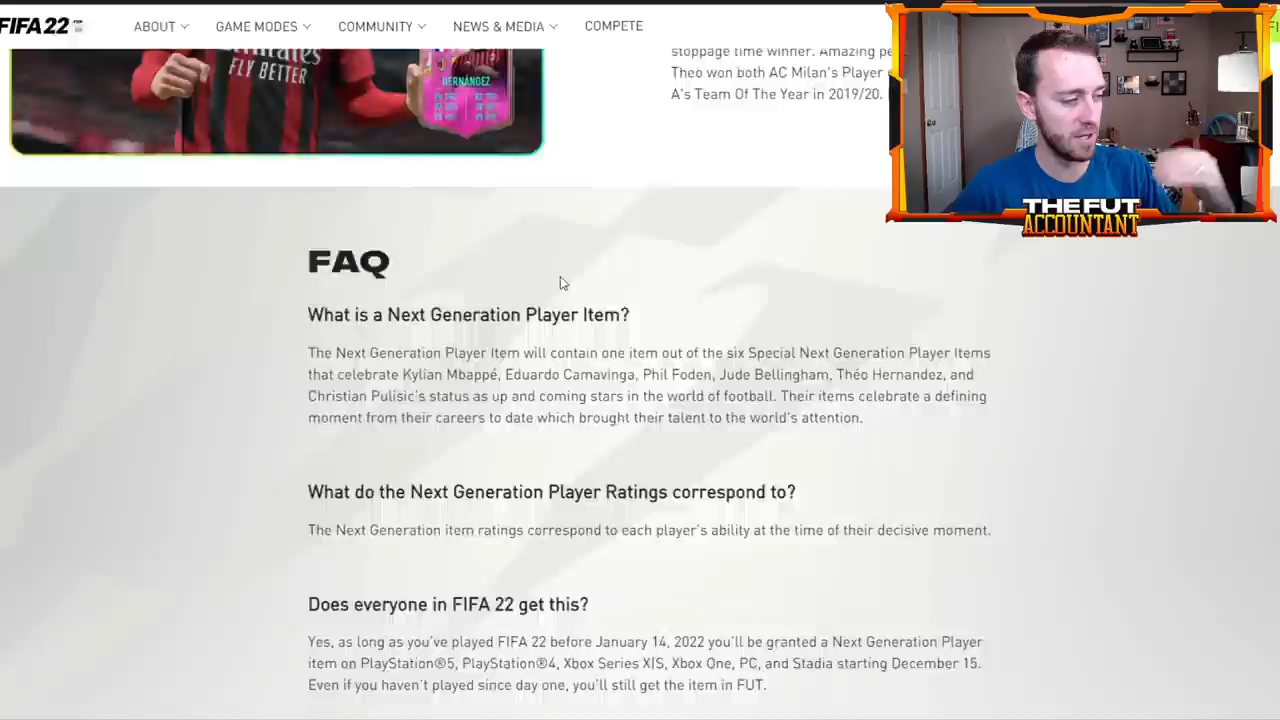 FIFA 22
ABOUT
GAME MODES
COMMUNITY
NEWS & MEDIA
COMPETE
Emirates
FLY BETTER
HERNÁNDEZ
stoppage time winner. Amazing
Theo won both AC Milan's Player
A's Team Of The Year in 2019/20.
THE FUT
ACCOUNTANT
FAQ
What is a Next Generation Player Item?
The Next Generation Player Item will contain one item out of the six Special Next Generation Player Items
that celebrate Kylian Mbappé, Eduardo Camavinga, Phil Foden, Jude Bellingham, Théo Hernandez, and
Christian Pulisic's status as up and coming stars in the world of football. Their items celebrate a defining
moment from their careers to date which brought their talent to the world's attention.
What do the Next Generation Player Ratings correspond to?
The Next Generation item ratings correspond to each player's ability at the time of their decisive moment.
Does everyone in FIFA 22 get this?
Yes, as long as you've played FIFA 22 before January 14, 2022 you'll be granted a Next Generation Player
item on PlayStation®5, PlayStation®4, Xbox Series X|S, Xbox One, PC, and Stadia starting December 15.
Even if you haven't played since day one, you'll still get the item in FUT.